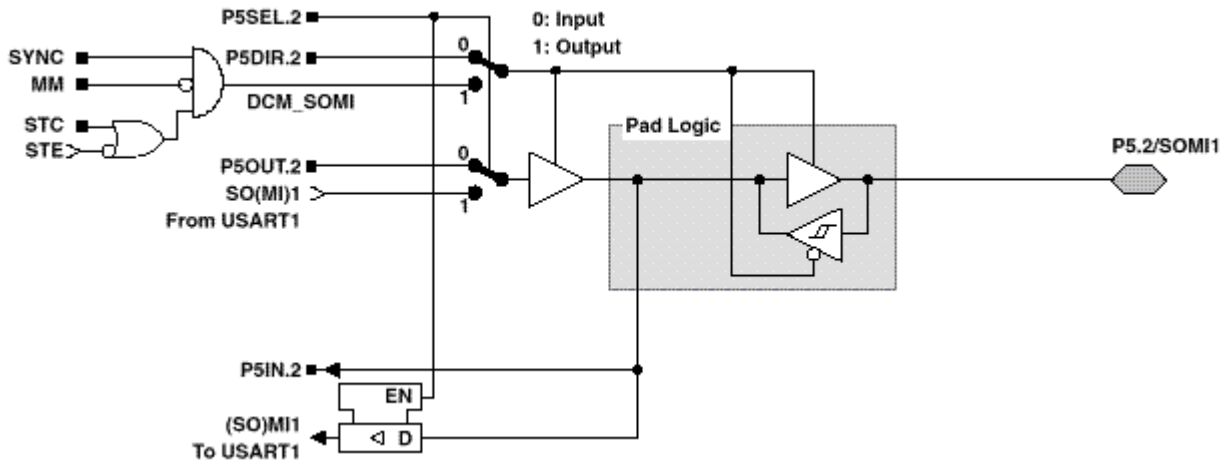 P5SEL.2
0: Input
1: Output
SYNC
MM
STC
STE
P5DIR.2
0
1
DCM_SOMI
P5OUT.2
0
SO(MI)1
1
From USART1
Pad Logic
P5.2/SOMI1
P5IN.2
EN
(SO)MI1
D
To USART1